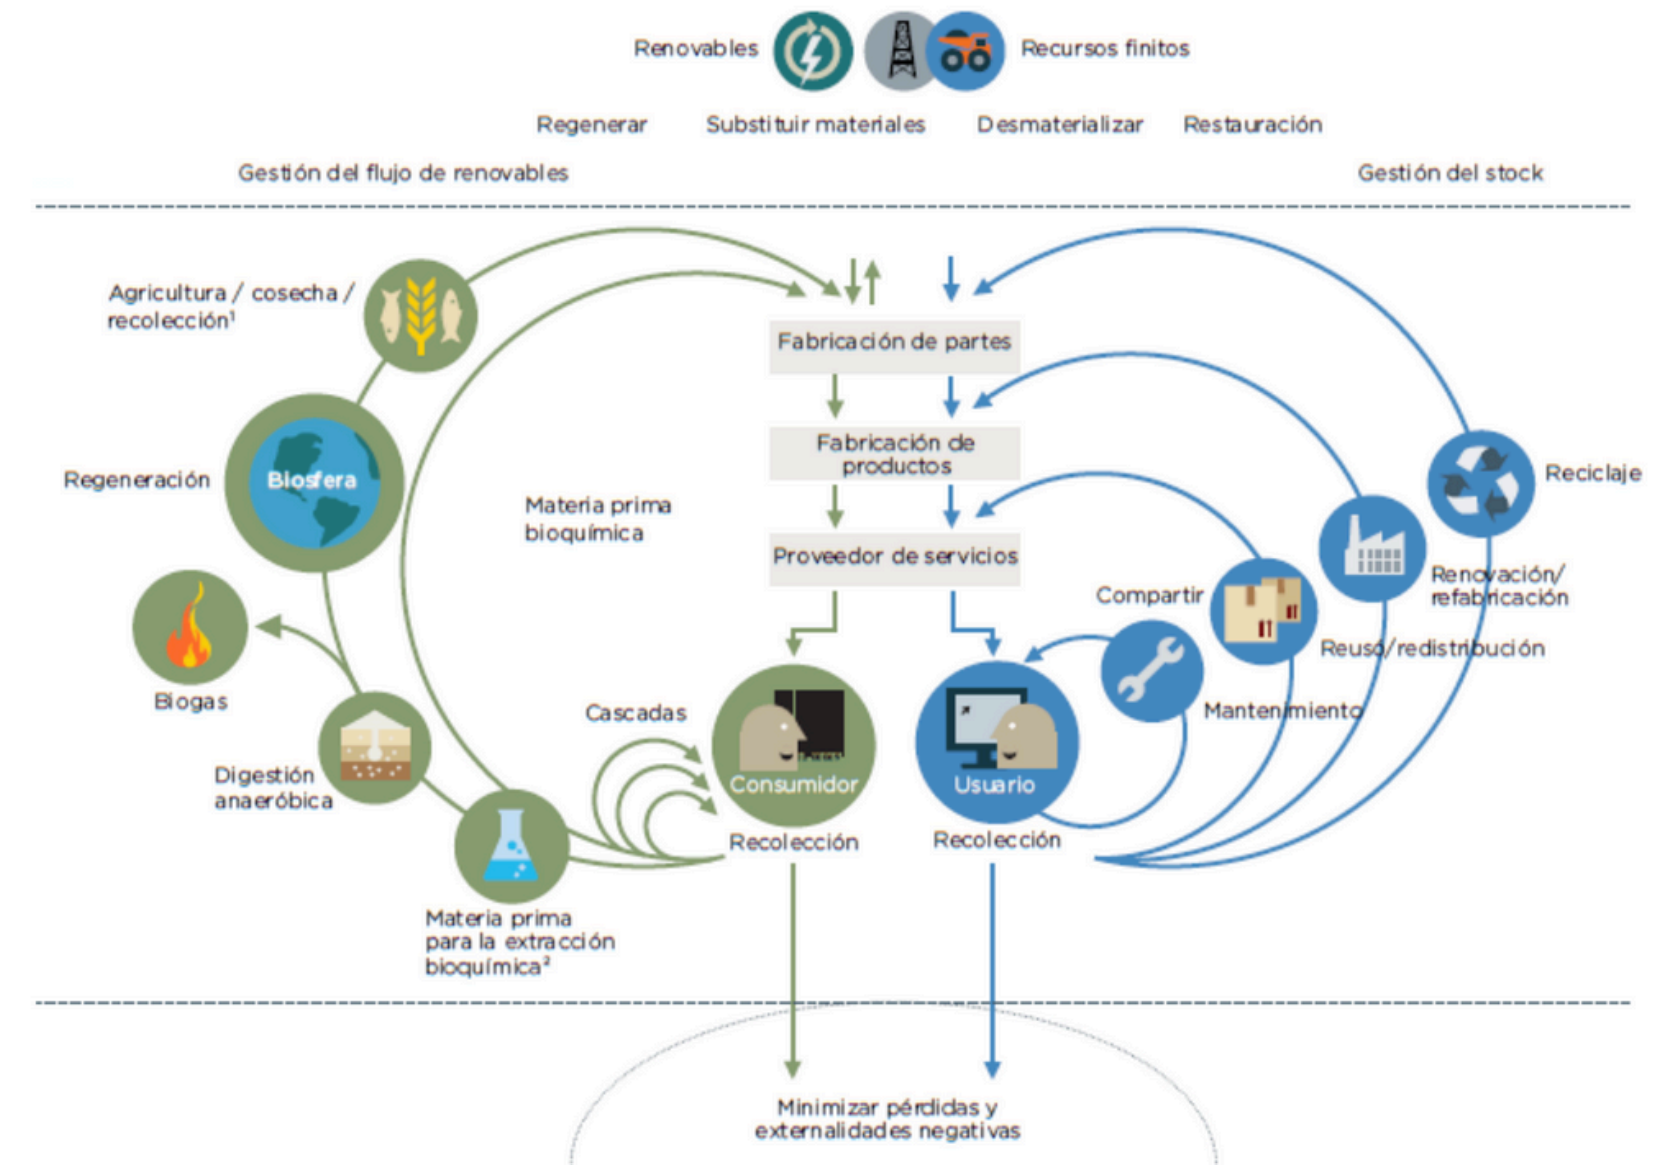 Renovables
Recursos finitos
Regenerar
Substituir materiales
Desmaterializar
Restauración
Gestión del flujo de renovables
Gestión del stock
Agricultura / cosecha /
recolección¹
Fabricación de partes
Fabricación de
productos
Proveedor de servicios
Regeneración
Biosfera
Materia prima
bioquímica
Reciclaje
Renovación/
refabricación
Compartir
Reusó/redistribución
Mantenimiento
Biogas
Cascadas
Digestión
anaeróbica
Consumidor
Usuario
Recolección
Recolección
Materia prima
para la extracción
bioquímica²
Minimizar pérdidas y
externalidades negativas